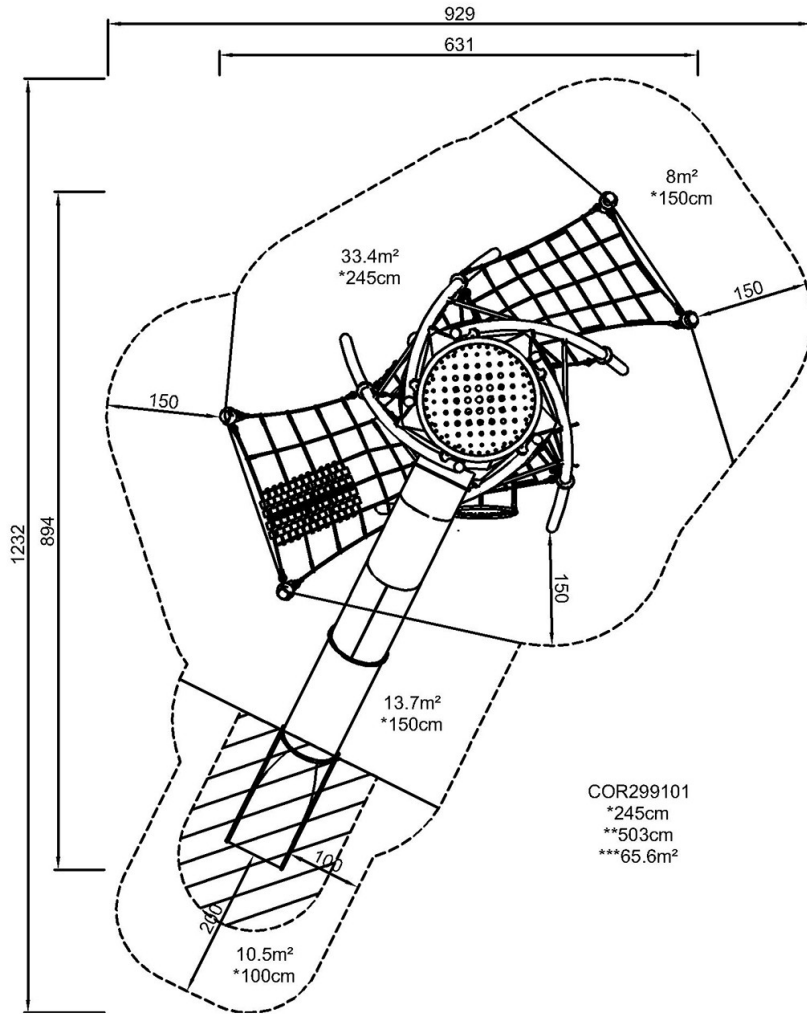 929
631
8m²
*150cm
33.4m²
*245cm
150
150
1232
894
150
13.7m²
*150cm
COR299101
*245cm
**503cm
***65.6m²
100
200
10.5m²
*100cm